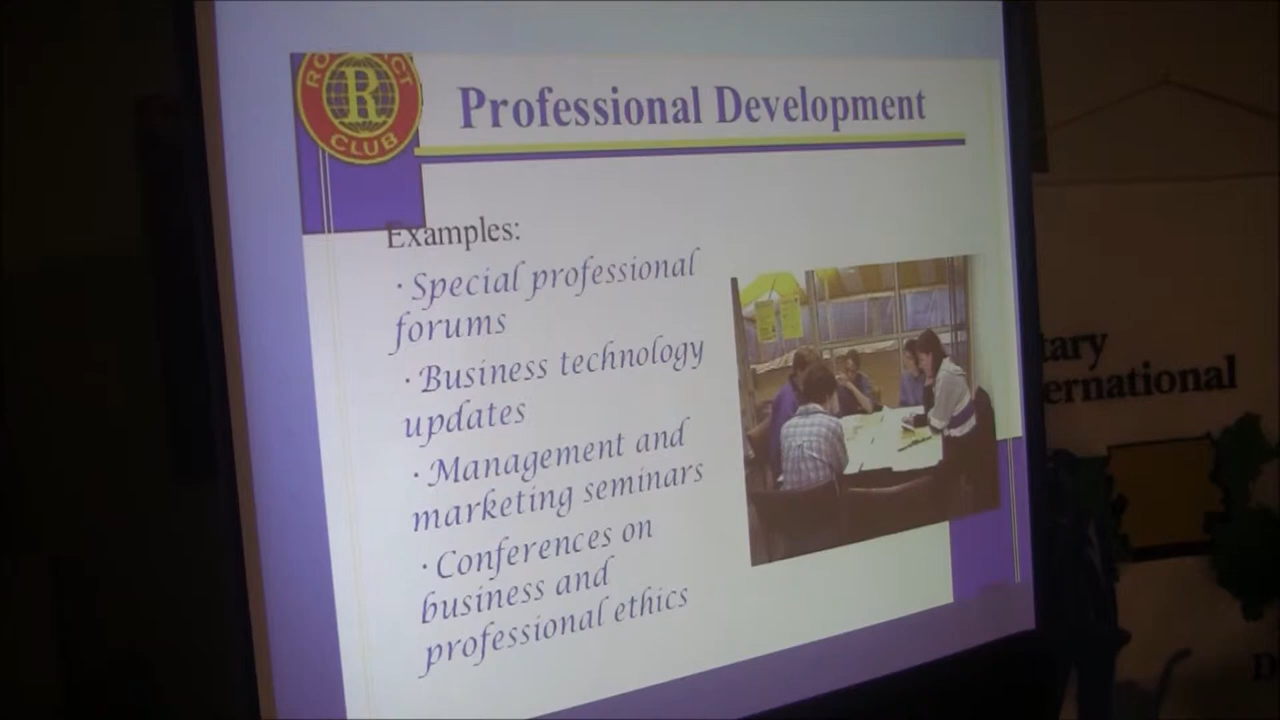 CLUB
R
Professional Development
Examples:
· Special professional
forums
· Business technology
updates
· Management and
marketing seminars
· Conferences on
business and
professional ethics
tary
ernational